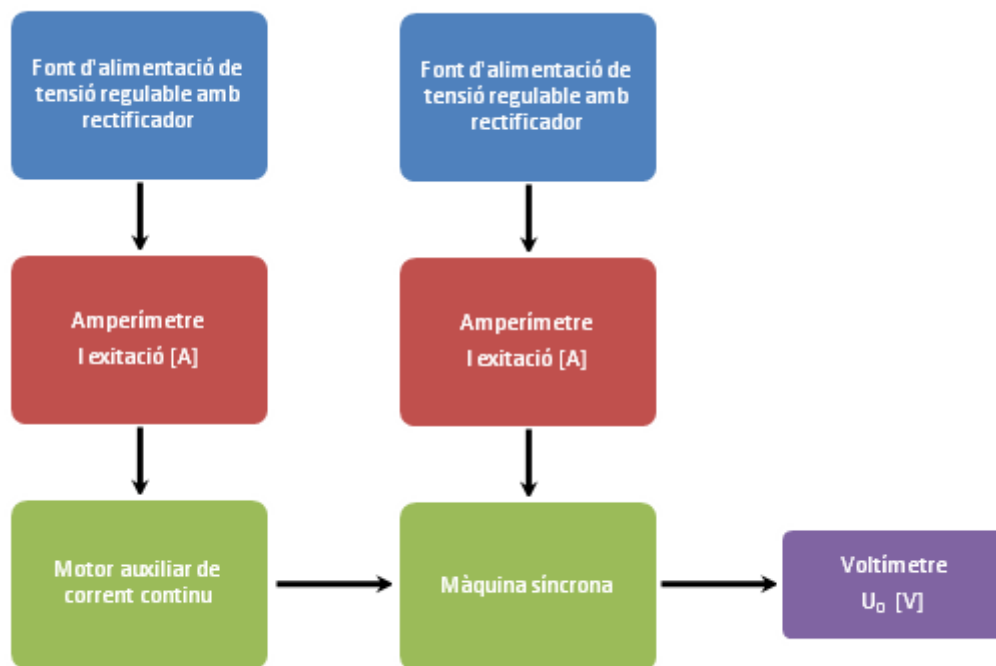 Font d'alimentació de
tensió regulable amb
rectificador
Font d'alimentació de
tensió regulable amb
rectificador
Amperímetre
I exitació [A]
Amperímetre
I exitació [A]
Motor auxiliar de
corrent continu
Màquina síncrona
Voltímetre
U₀ [V]